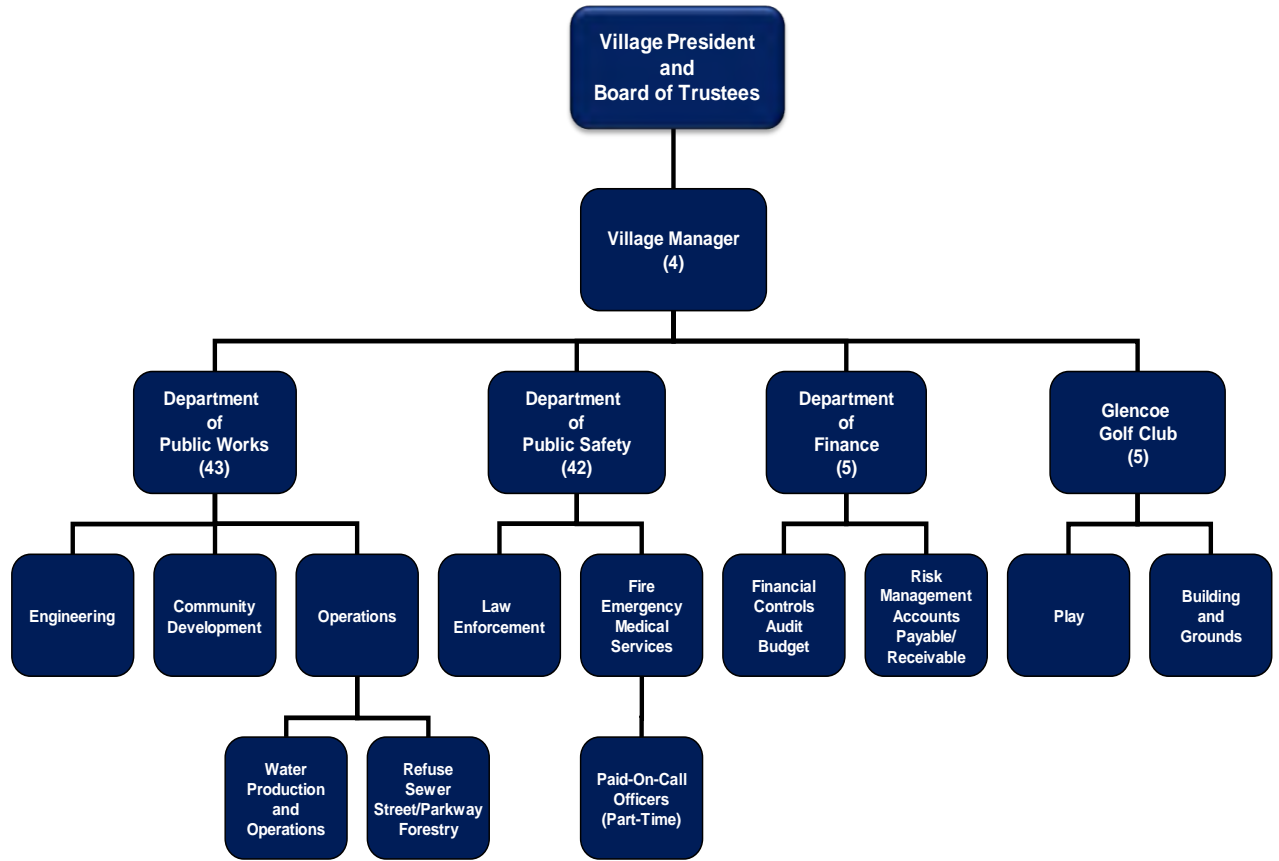 Village President
and
Board of Trustees
Village Manager
(4)
Department
of
Public Works
(43)
Department
of
Public Safety
(42)
Department
of
Finance
(5)
Glencoe
Golf Club
(5)
Engineering
Community
Development
Operations
Law
Enforcement
Fire
Emergency
Medical
Services
Financial
Controls
Audit
Budget
Risk
Management
Accounts
Payable/
Receivable
Play
Building
and
Grounds
Water
Production
and
Operations
Refuse
Sewer
Street/Parkway
Forestry
Paid-On-Call
Officers
(Part-Time)